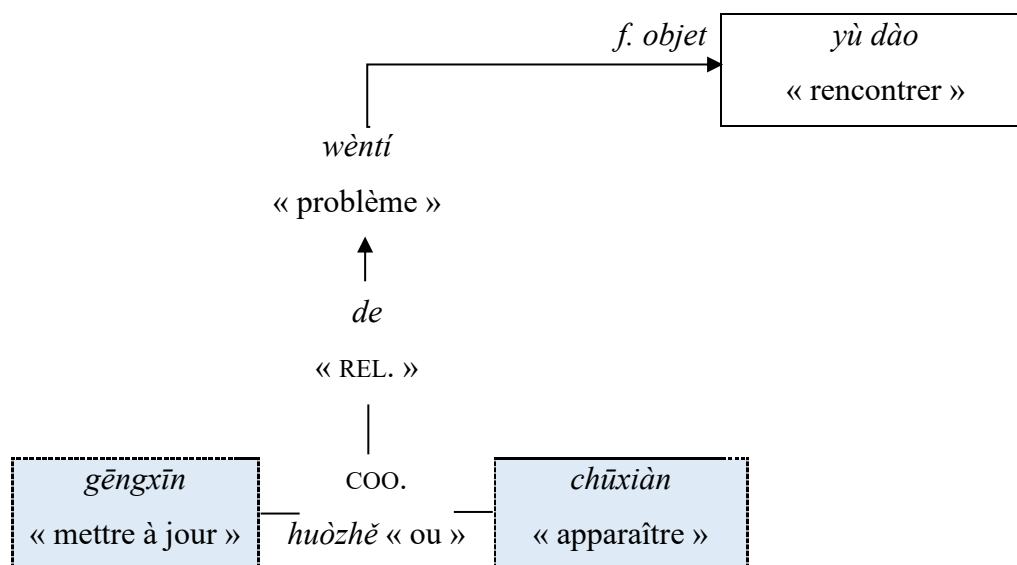 f. objet
yù dào
« rencontrer »
wèntí
« problème »
de
« REL. »
gēngxīn
« mettre à jour »
COO.
huòzhě « ou »
chūxiàn
« apparaître »